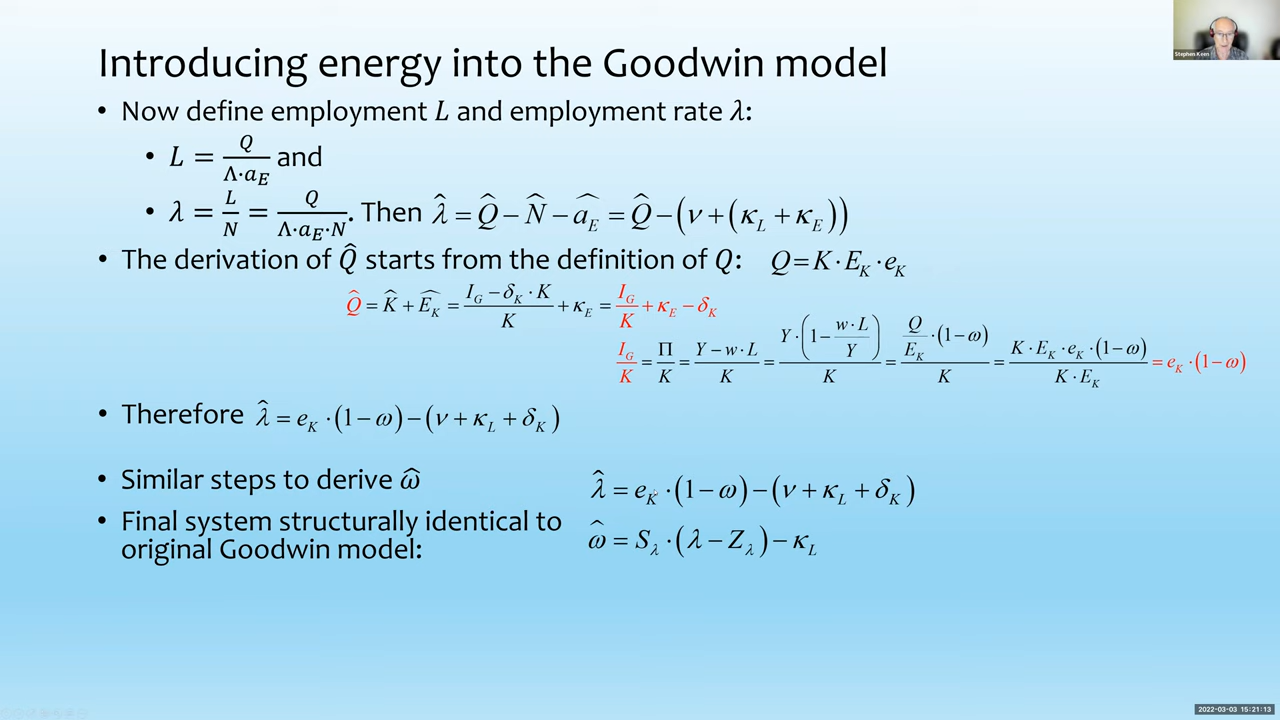 Stephen Keen
Introducing energy into the Goodwin model
• Now define employment L and employment rate λ:
• L = Q/(Λ·a_E) and
• λ = L/N = Q/(Λ·a_E·N). Then λ̂ = Q̂ − N̂ − â_E = Q̂ − (ν + (κ_L + κ_E))
• The derivation of Q̂ starts from the definition of Q: Q = K·E_K·e_K
Q̂ = K̂ + Ê_K = (I_G − δ_K·K)/K + κ_E = I_G/K + κ_E − δ_K
I_G/K = Π/K = (Y − w·L)/K = (Y·(1 − w·L/Y))/K = (Q/E_K·(1−ω))/K = (K·E_K·e_K·(1−ω))/(K·E_K) = e_K·(1−ω)
• Therefore λ̂ = e_K·(1−ω) − (ν + κ_L + δ_K)
• Similar steps to derive ω̂
λ̂ = e_K·(1−ω) − (ν + κ_L + δ_K)
• Final system structurally identical to
original Goodwin model:
ω̂ = S_λ·(λ − Z_λ) − κ_L
2022-03-03 15:21:13